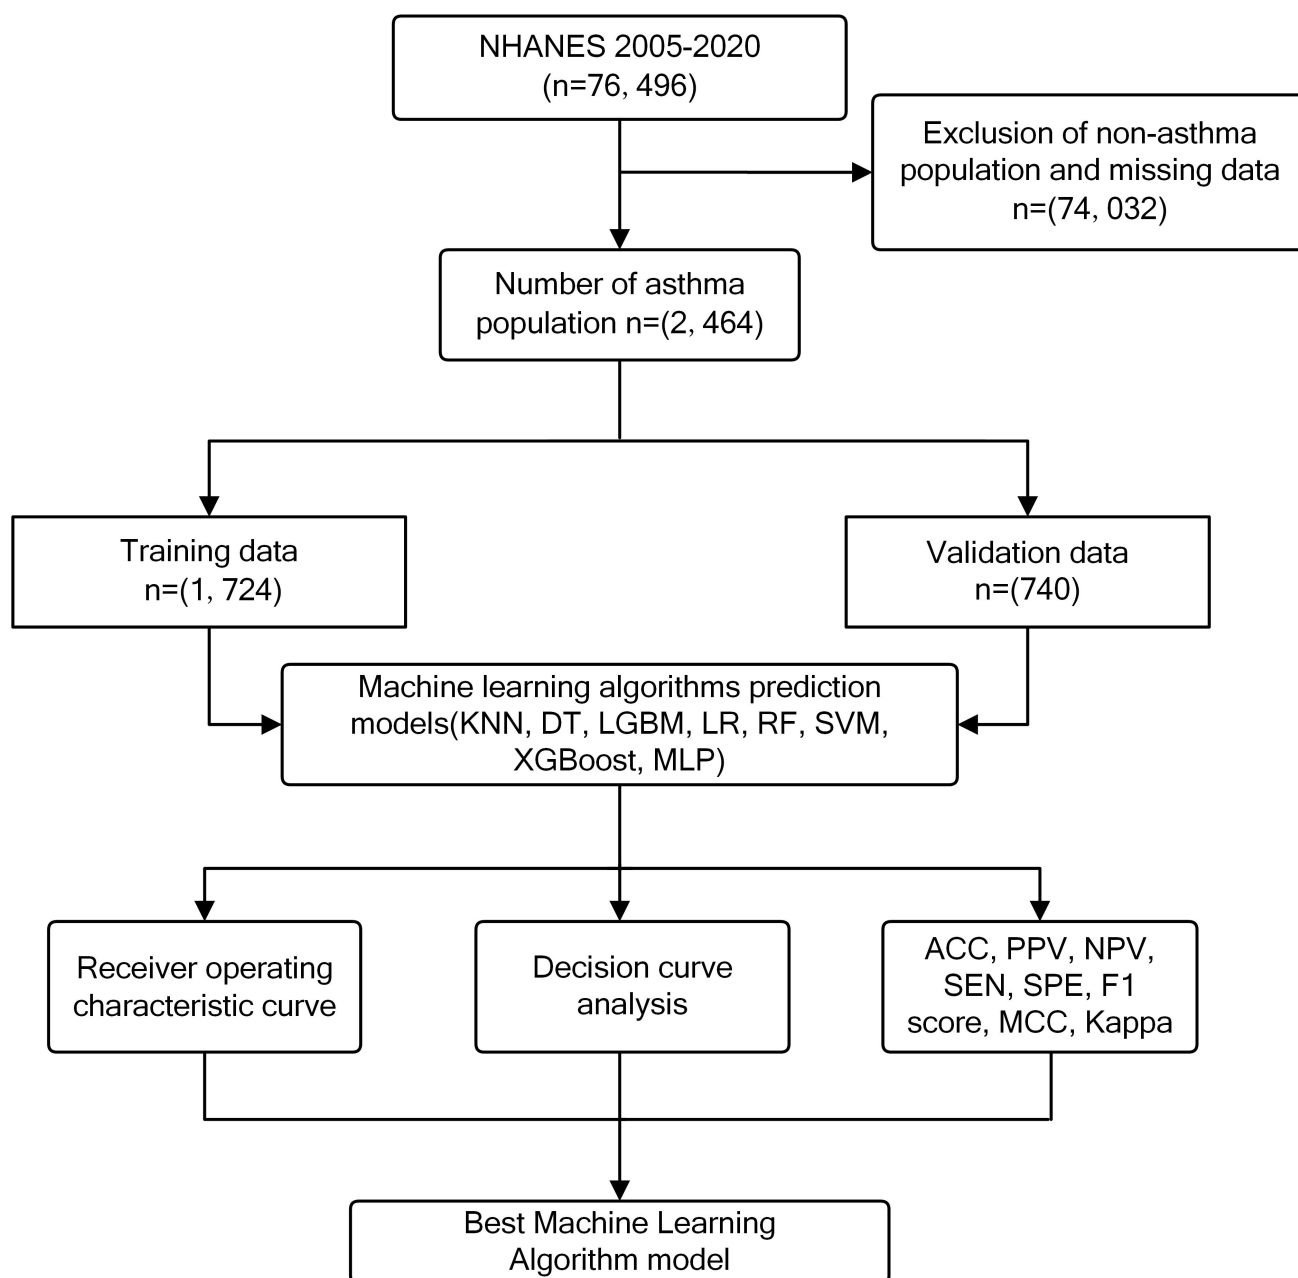 NHANES 2005-2020
(n=76, 496)
Exclusion of non-asthma
population and missing data
n=(74, 032)
Number of asthma
population n=(2, 464)
Training data
n=(1, 724)
Validation data
n=(740)
Machine learning algorithms prediction
models(KNN, DT, LGBM, LR, RF, SVM,
XGBoost, MLP)
Receiver operating
characteristic curve
Decision curve
analysis
ACC, PPV, NPV,
SEN, SPE, F1
score, MCC, Kappa
Best Machine Learning
Algorithm model